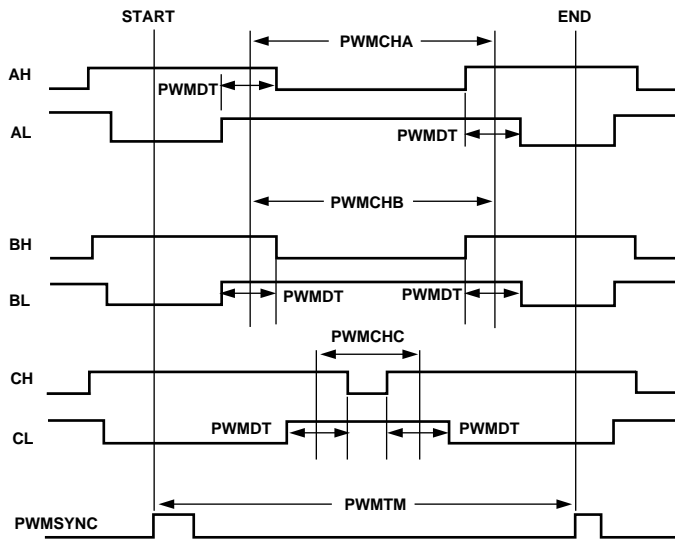 START END
PWMCHA
AH
PWMDT
AL
PWMDT
PWMCHB
BH
BL
PWMDT PWMDT
PWMCHC
CH
CL
PWMDT PWMDT
PWMTM
PWMSYNC